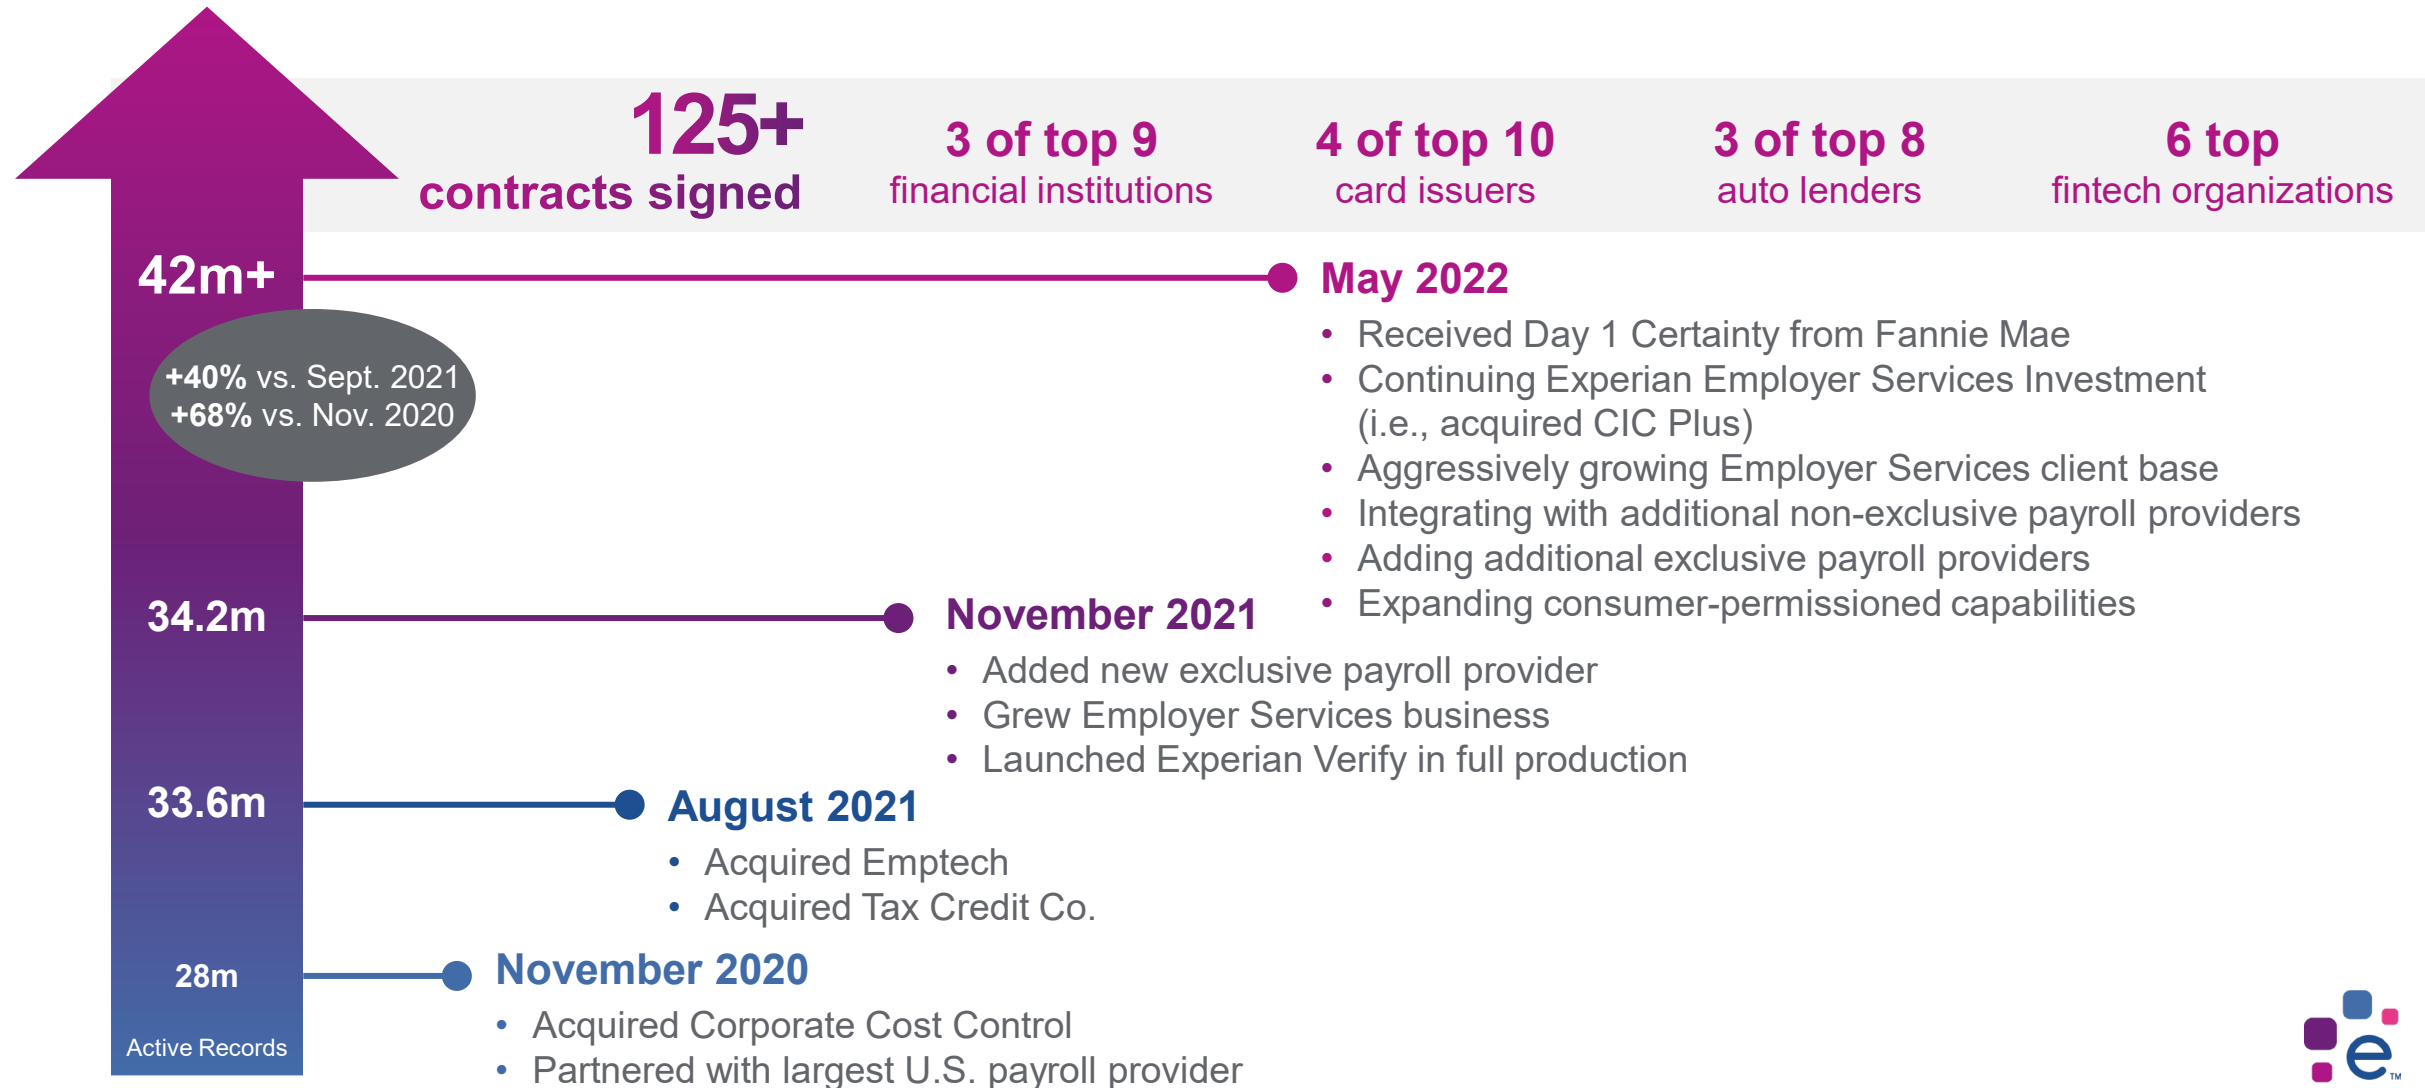 125+
contracts signed
3 of top 9
financial institutions
4 of top 10
card issuers
3 of top 8
auto lenders
6 top
fintech organizations
42m+
+40% vs. Sept. 2021
+68% vs. Nov. 2020
May 2022
• Received Day 1 Certainty from Fannie Mae
• Continuing Experian Employer Services Investment
(i.e., acquired CIC Plus)
• Aggressively growing Employer Services client base
• Integrating with additional non-exclusive payroll providers
• Adding additional exclusive payroll providers
• Expanding consumer-permissioned capabilities
34.2m
November 2021
• Added new exclusive payroll provider
• Grew Employer Services business
• Launched Experian Verify in full production
33.6m
August 2021
• Acquired Emptech
• Acquired Tax Credit Co.
28m
November 2020
• Acquired Corporate Cost Control
• Partnered with largest U.S. payroll provider
Active Records
e™